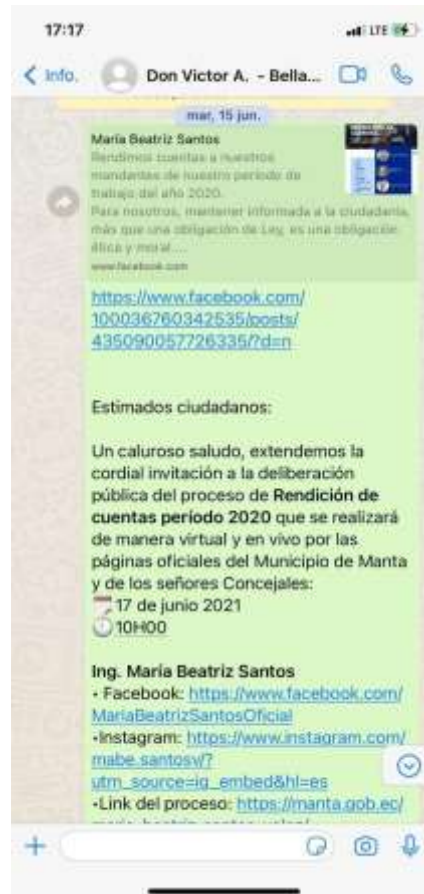 17:17
LTE
Info.
Don Victor A. - Bella...
mar, 15 jun.
María Beatriz Santos
Rendimos cuentas a nuestros
mandantes de nuestro periodo de
trabajo del año 2020.
Para nosotros, mantener informada a la ciudadanía,
más que una obligación de Ley, es una obligación
ética y moral....
www.facebook.com
https://www.facebook.com/
100036760342535/posts/
435090057726335/?d=n
Estimados ciudadanos:
Un caluroso saludo, extendemos la
cordial invitación a la deliberación
pública del proceso de Rendición de
cuentas período 2020 que se realizará
de manera virtual y en vivo por las
páginas oficiales del Municipio de Manta
y de los señores Concejales:
17 de junio 2021
10H00
Ing. María Beatriz Santos
• Facebook: https://www.facebook.com/
MariaBeatrizSantosOficial
•Instagram: https://www.instagram.com/
mabe.santosv/?
utm_source=ig_embed&hl=es
•Link del proceso: https://manta.gob.ec/